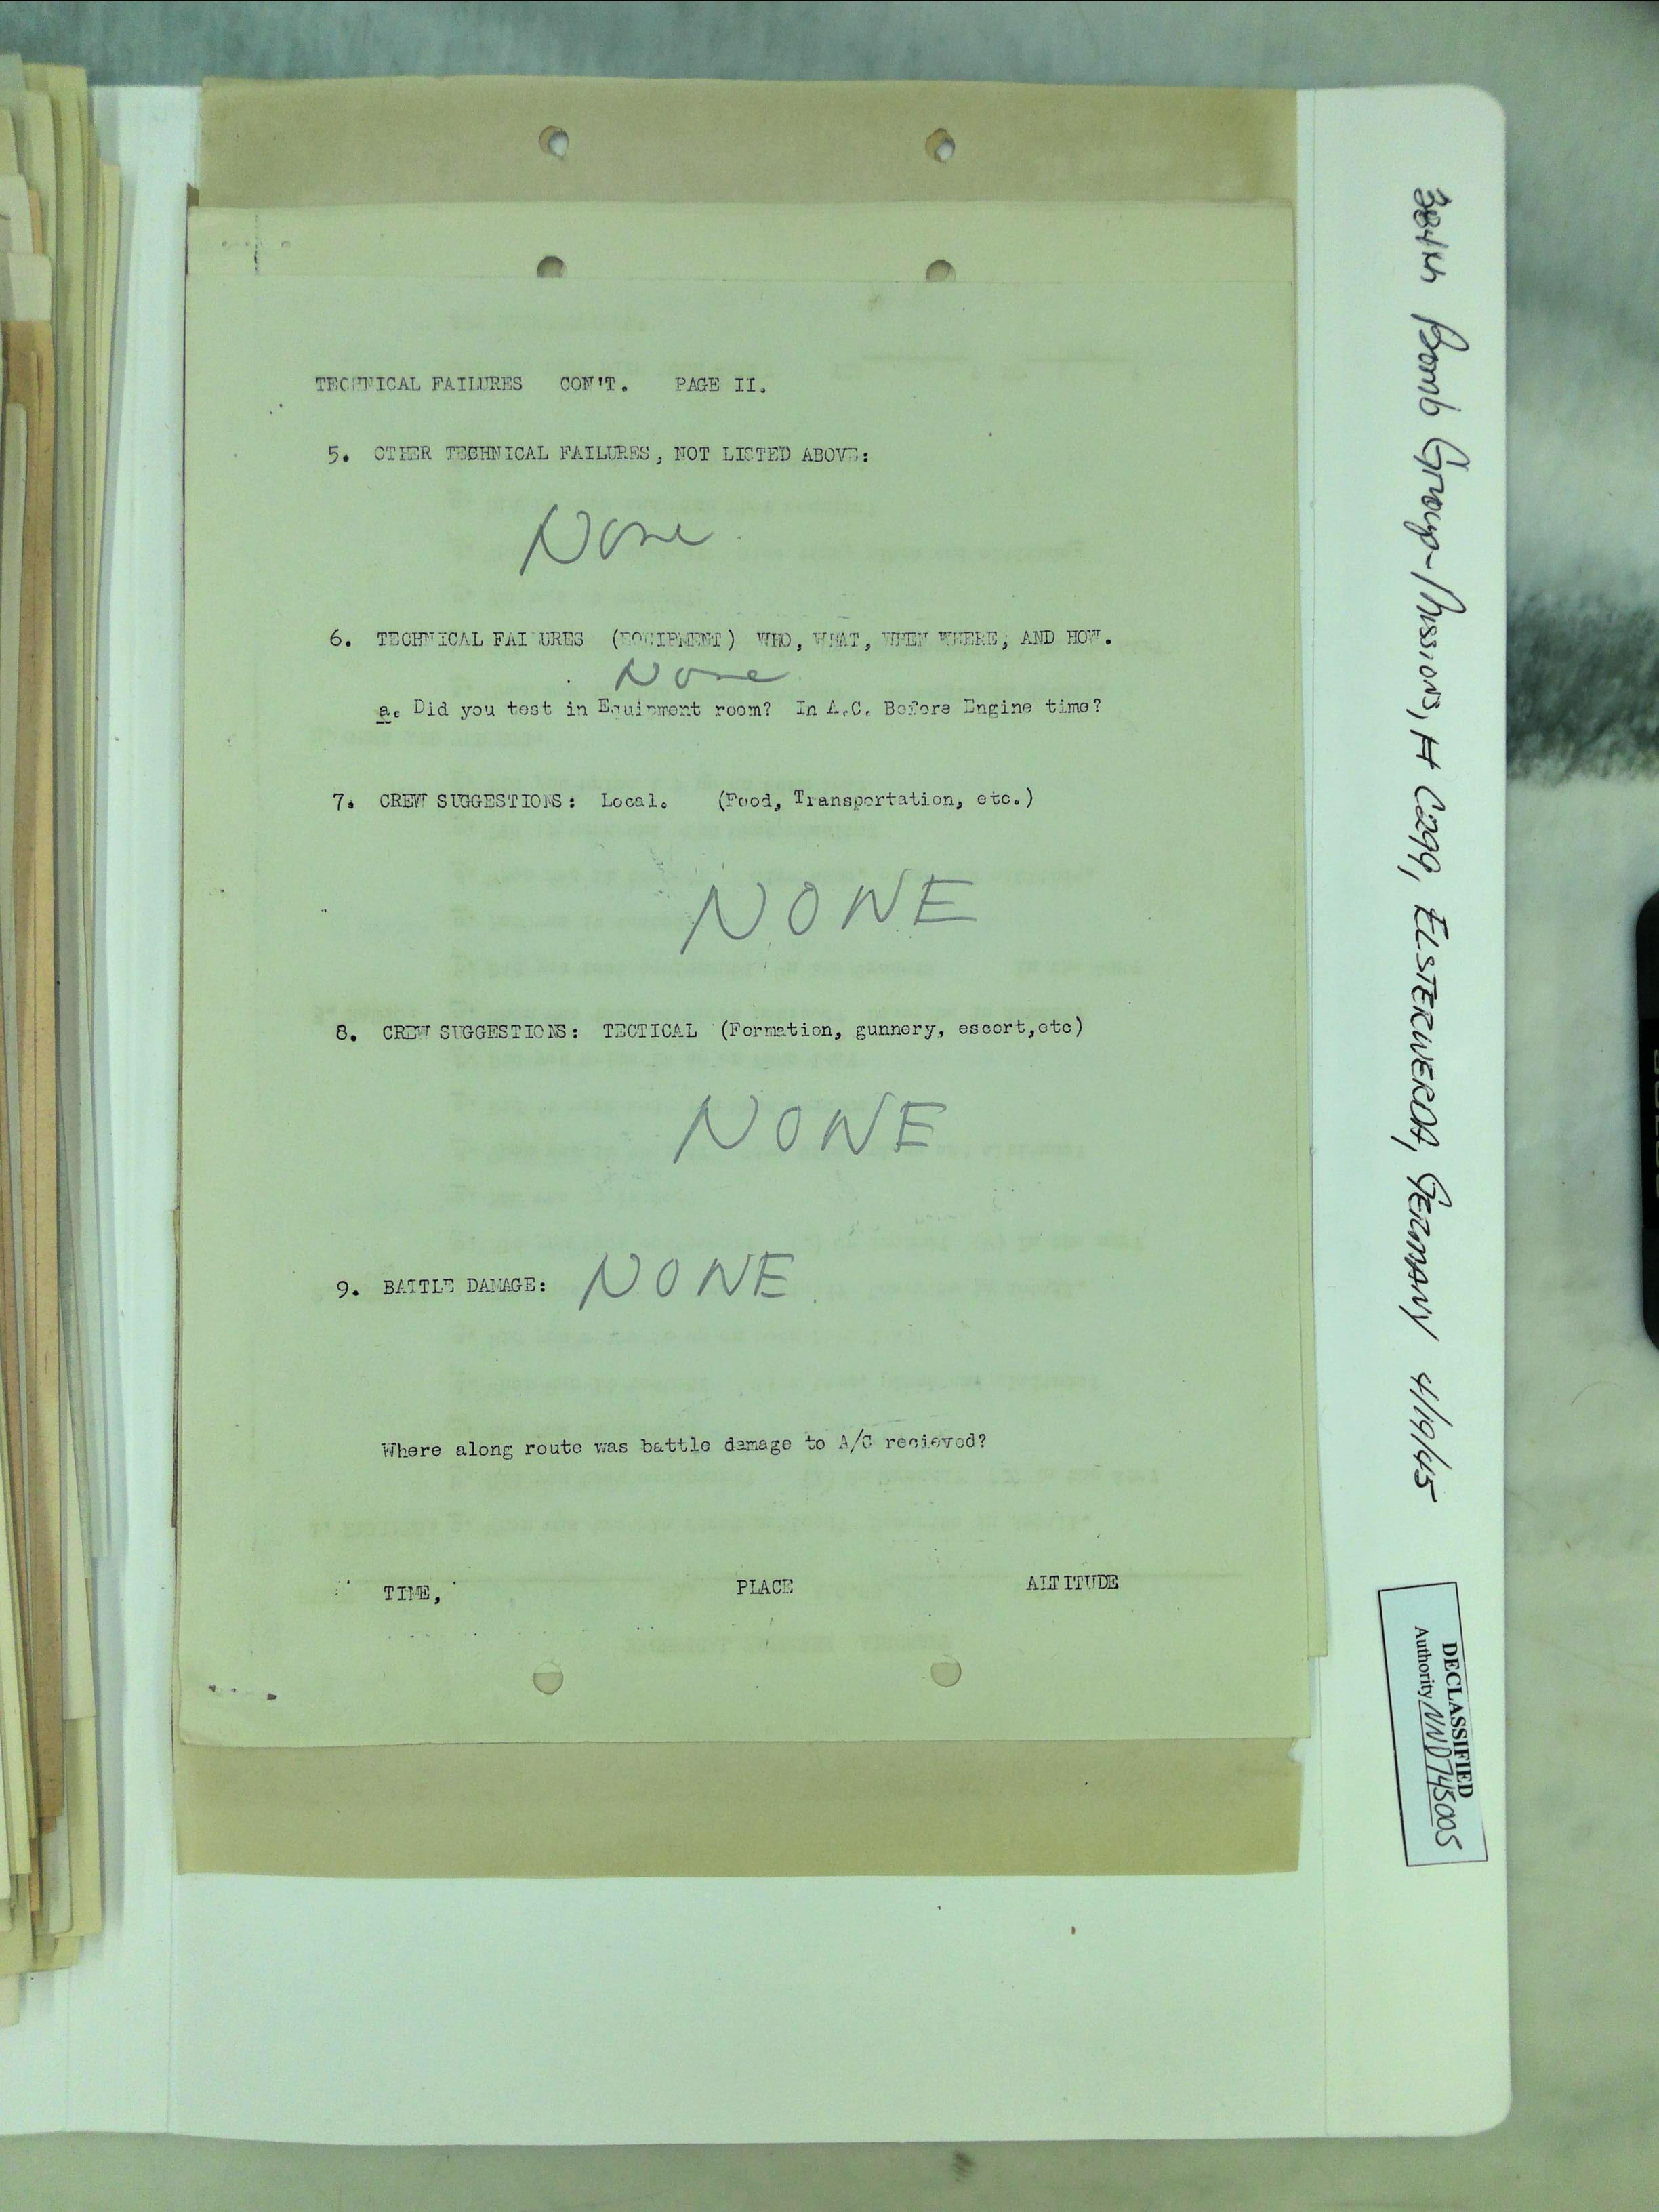 TECHNICAL FAILURES CON'T. PAGE II.
5. OTHER TECHNICAL FAILURES, NOT LISTED ABOVE:
None
6. TECHNICAL FAILURES (EQUIPMENT) WHO, WHAT, WHEN WHERE, AND HOW.
None
a. Did you test in Equipment room? In A.C. Before Engine time?
7. CREW SUGGESTIONS: Local. (Food, Transportation, etc.)
NONE
8. CREW SUGGESTIONS: TECTICAL (Formation, gunnery, escort,etc)
NONE
9. BATTLE DAMAGE: NONE
Where along route was battle damage to A/C recieved?
TIME, PLACE ALTITUDE
384th Bomb Group-Mission, # C299, ELSTERWERDA, GERMANY 4/19/45
DECLASSIFIED
Authority NND745005